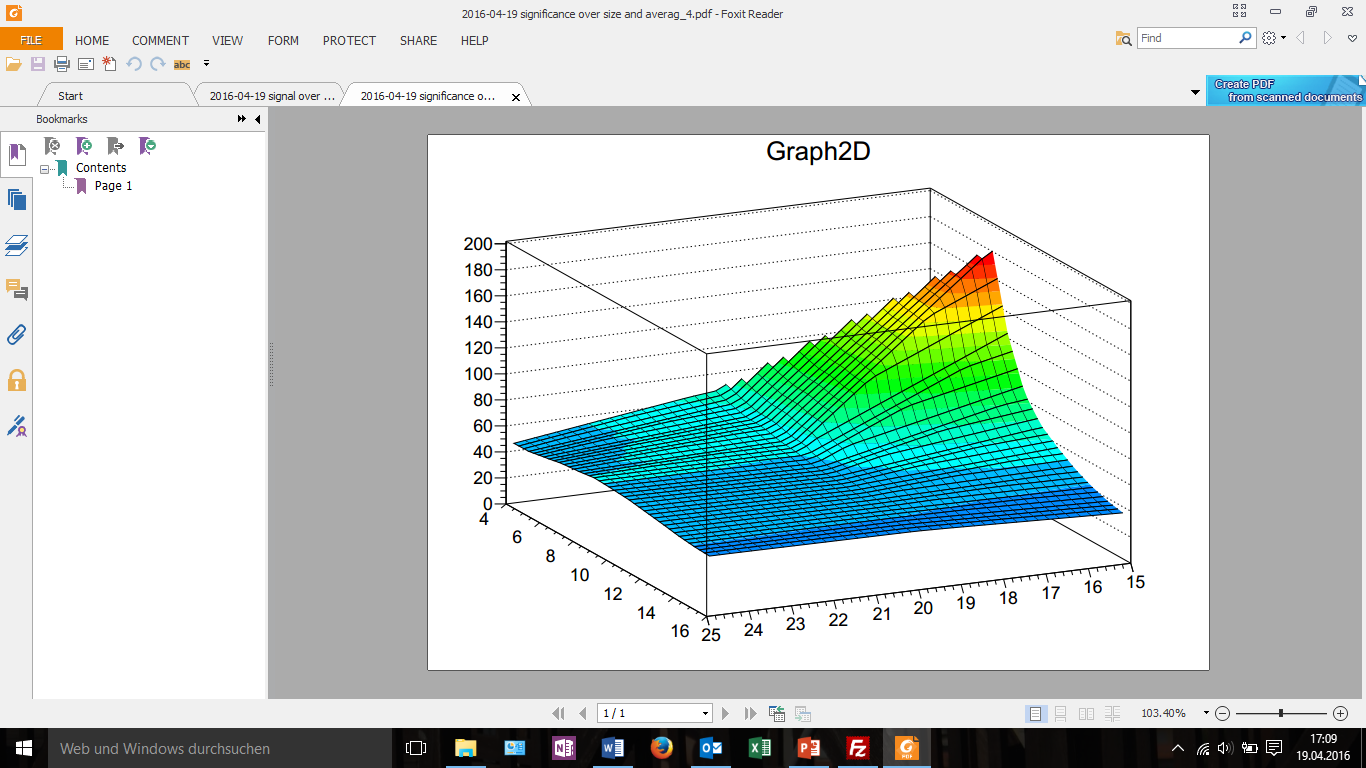 2016-04-19 significance over size and averag_4.pdf - Foxit Reader
FILE HOME COMMENT VIEW FORM PROTECT SHARE HELP
Find
abc
Start 2016-04-19 signal over ... 2016-04-19 significance o...
Create PDF
from scanned documents
Bookmarks
Contents
Page 1
Graph2D
200
180
160
140
120
100
80
60
40
20
0
4
6
8
10
12
14
16
25 24 23 22 21 20 19 18 17 16 15
1 / 1
103.40%
Web und Windows durchsuchen
17:09
19.04.2016